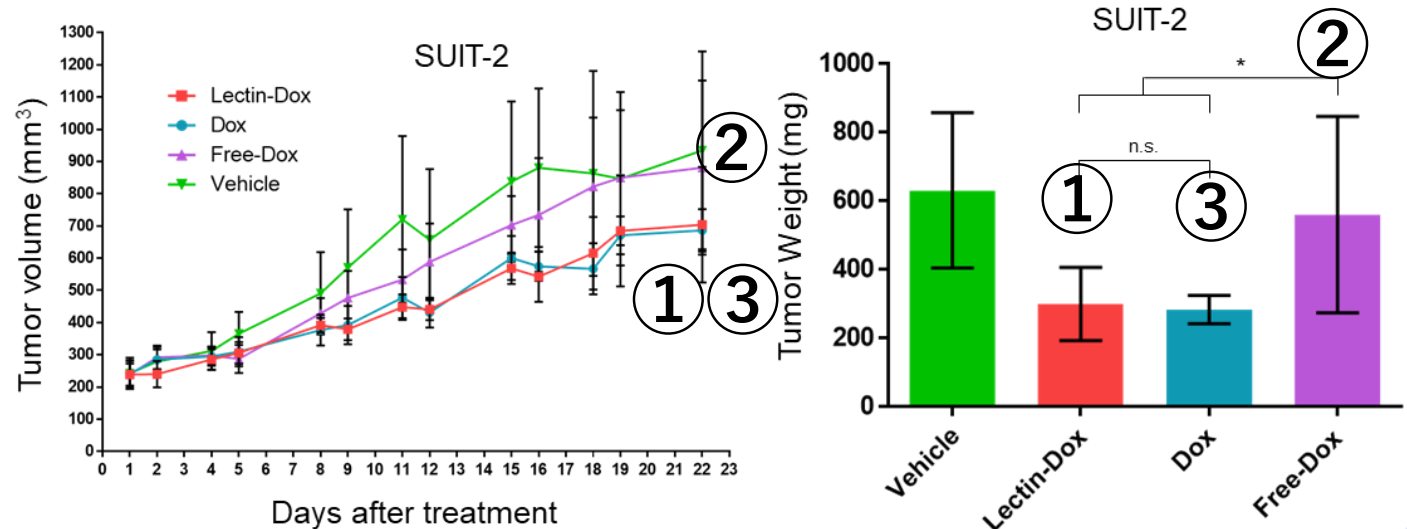 SUIT-2
Tumor volume (mm³)
1300
1200
1100
1000
900
800
700
600
500
400
300
200
100
0
Lectin-Dox
Dox
Free-Dox
Vehicle
②
① ③
0 1 2 3 4 5 6 7 8 9 10 11 12 13 14 15 16 17 18 19 20 21 22 23
Days after treatment
SUIT-2
Tumor Weight (mg)
1000
800
600
400
200
0
*
②
n.s.
① ③
Vehicle
Lectin-Dox
Dox
Free-Dox